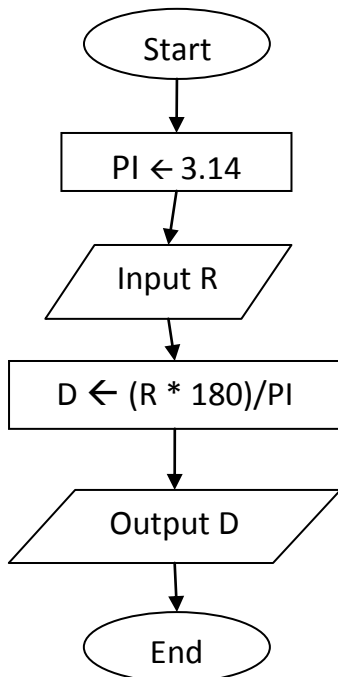 Start
PI ← 3.14
Input R
D ← (R * 180)/PI
Output D
End